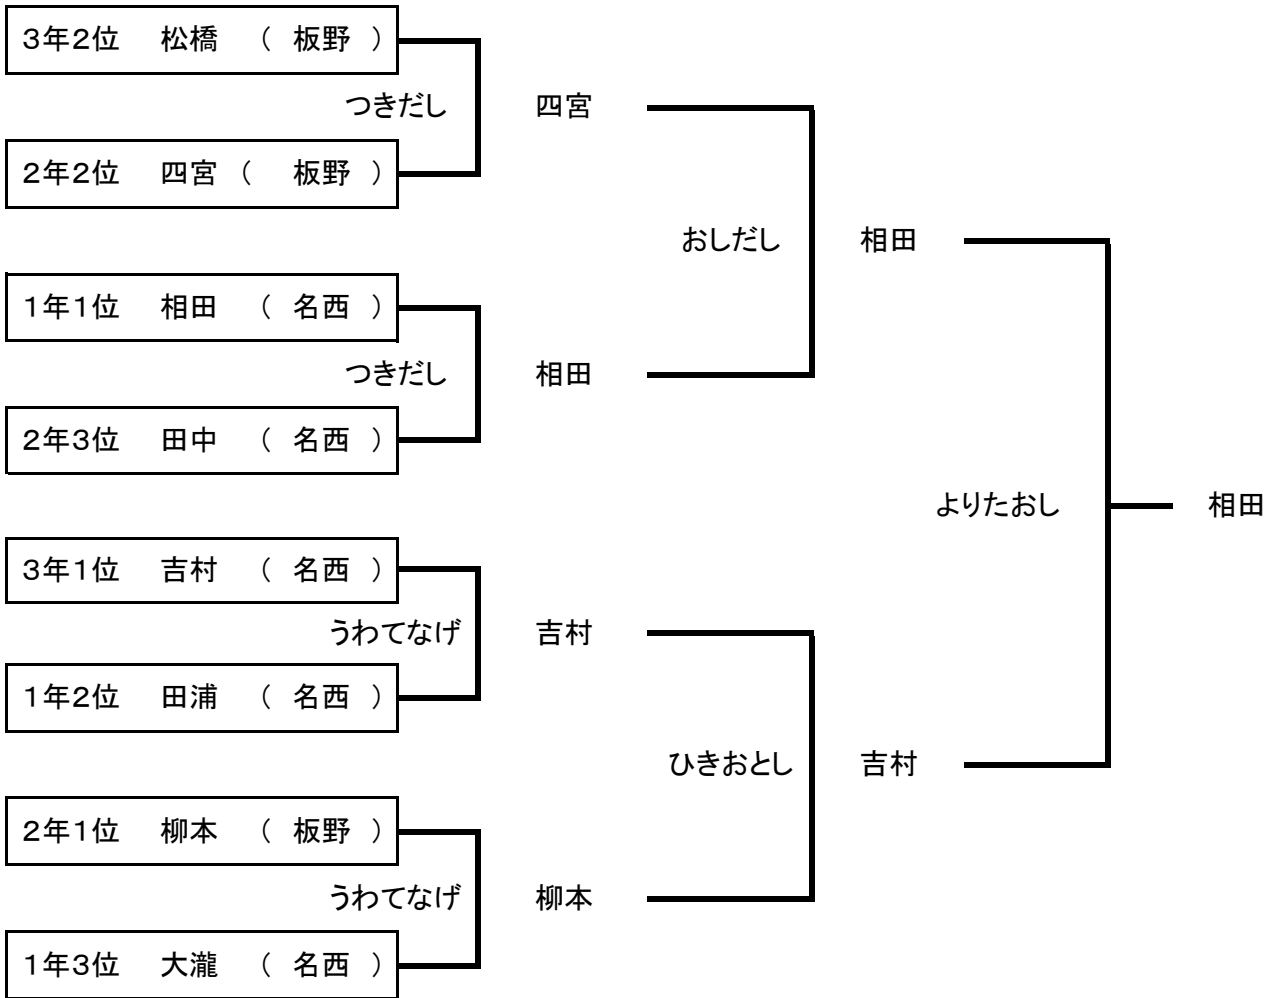 ３年２位 松橋 （ 板野 ）
つきだし 四宮
２年２位 四宮 （ 板野 ）
おしだし 相田
１年１位 相田 （ 名西 ）
つきだし 相田
２年３位 田中 （ 名西 ）
よりたおし 相田
３年１位 吉村 （ 名西 ）
うわてなげ 吉村
１年２位 田浦 （ 名西 ）
ひきおとし 吉村
２年１位 柳本 （ 板野 ）
うわてなげ 柳本
１年３位 大瀧 （ 名西 ）